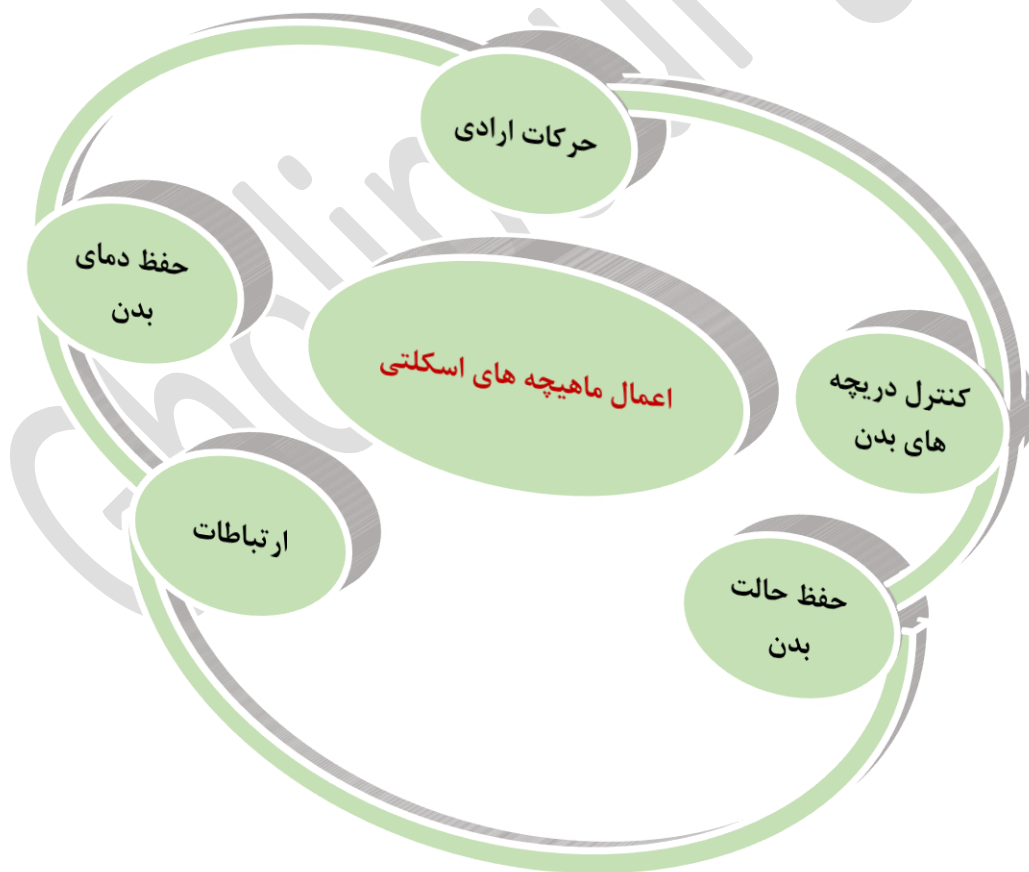 حرکات ارادی
حفظ دمای
بدن
اعمال ماهیچه های اسکلتی
کنترل دریچه
های بدن
ارتباطات
حفظ حالت
بدن